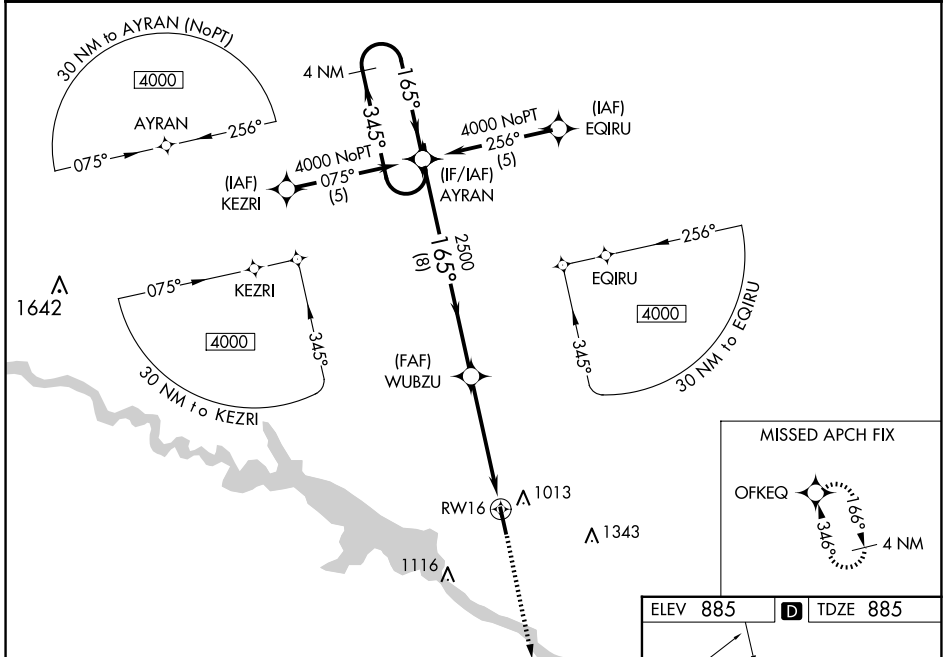 30 NM to AYRAN (NoPT)
4000
AYRAN
075°
256°
4 NM
165°
345°
(IAF)
EQIRU
4000 NoPT
256°
(5)
4000 NoPT
075°
(5)
(IAF)
KEZRI
(IF/IAF)
AYRAN
2500
165°
(8)
075°
KEZRI
4000
345°
30 NM to KEZRI
256°
EQIRU
4000
345°
30 NM to EQIRU
1642
(FAF)
WUBZU
RW16
1013
1343
1116
MISSED APCH FIX
OFKEQ
166°
346°
4 NM
ELEV 885 D TDZE 885